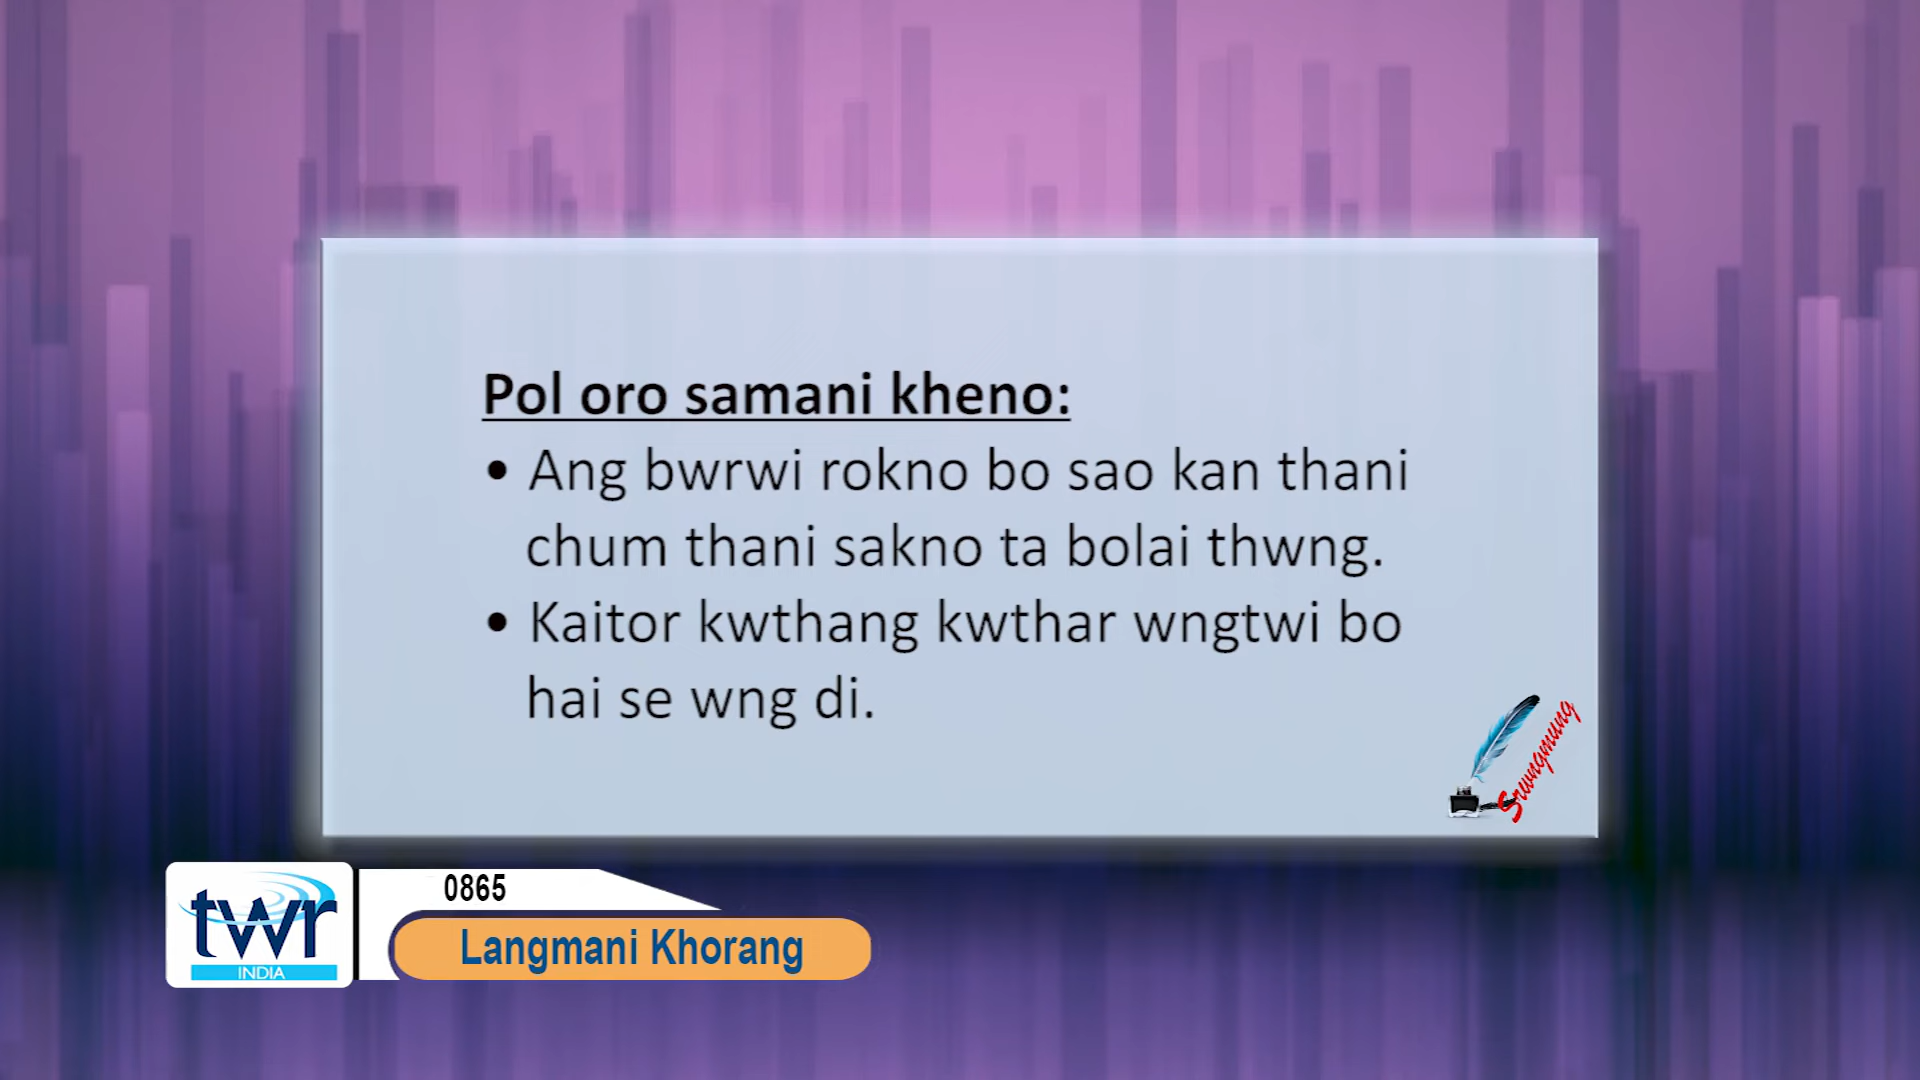 Pol oro samani kheno:
• Ang bwrwi rokno bo sao kan thani
chum thani sakno ta bolai thwng.
• Kaitor kwthang kwthar wngtwi bo
hai se wng di.
Srwngmung
twr
INDIA
0865
Langmani Khorang